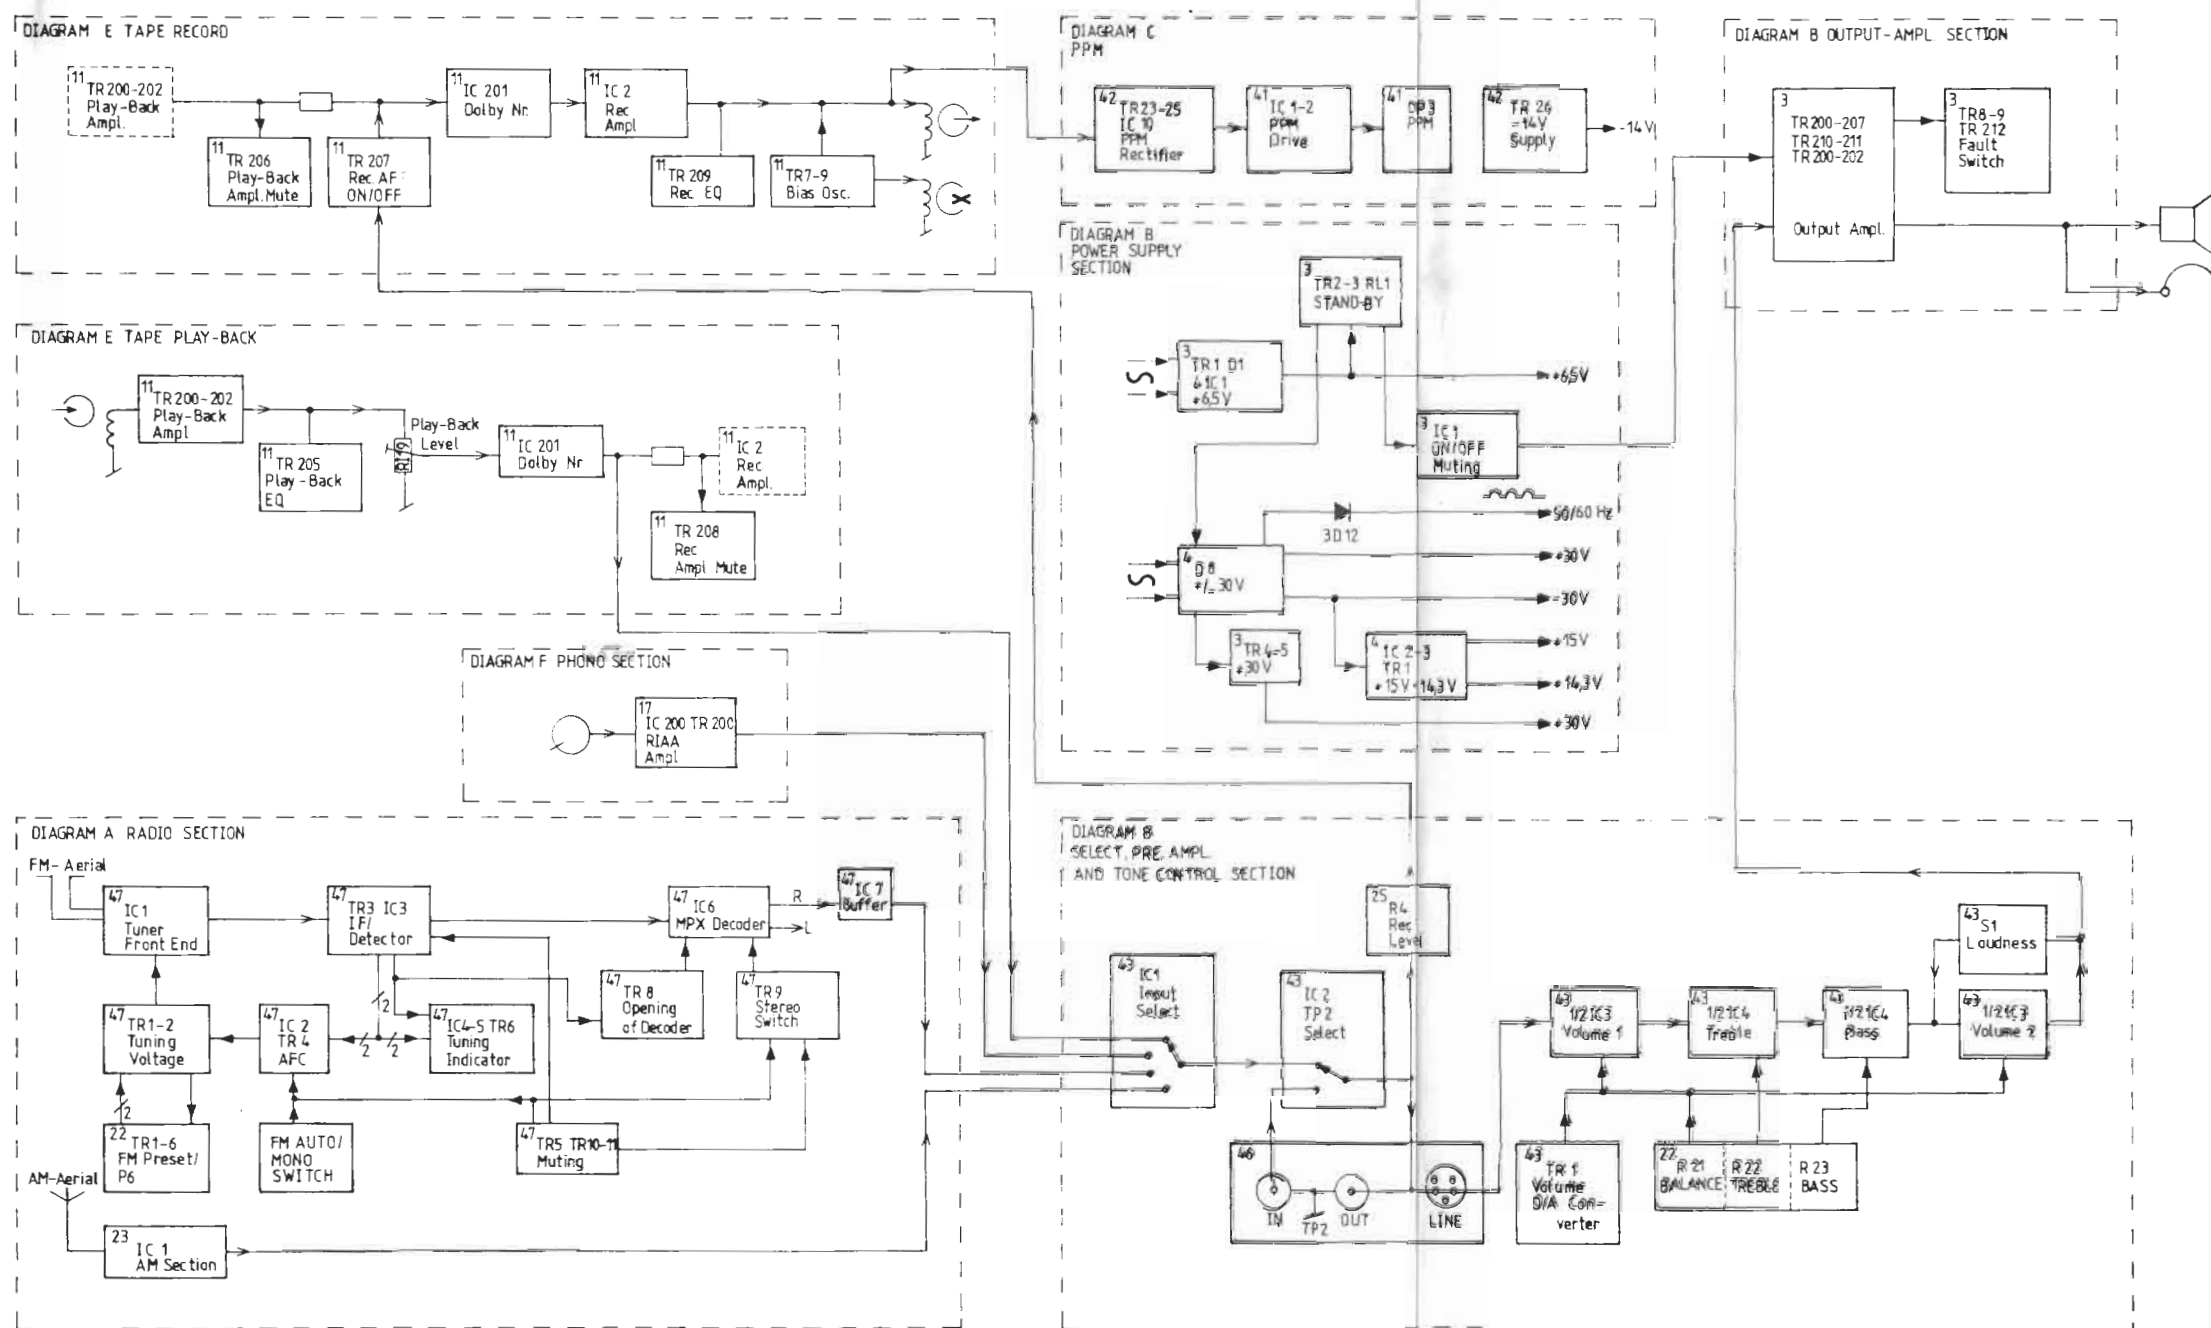 DIAGRAM E TAPE RECORD
11
TR 200-202
Play-Back
Ampl.
11
TR 206
Play-Back
Ampl. Mute
11
TR 207
Rec. AF
ON/OFF
11
IC 201
Dolby Nr.
11
IC 2
Rec
Ampl
11
TR 209
Rec EQ
11
TR7-9
Bias Osc.
X
DIAGRAM C
PPM
42
TR23-25
IC 10
PPM
Rectifier
41
IC 1-2
PPM
Drive
41
DP3
PPM
42
TR 26
-14V
Supply
-14V
DIAGRAM B OUTPUT-AMPL SECTION
3
TR200-207
TR210-211
TR200-202
Output Ampl.
3
TR8-9
TR 212
Fault
Switch
DIAGRAM B
POWER SUPPLY
SECTION
3
TR2-3 RL1
STAND-BY
3
TR1 D1
41C1
+6,5V
S
+6,5V
3
IC 1
ON/OFF
Muting
3D12
50/60 Hz
4
D8
+/-30V
S
+30V
-30V
3
TR4-5
+30V
4
IC 2-3
TR1
+15V +14,3V
+15V
+14,3V
+30V
DIAGRAM E TAPE PLAY-BACK
11
TR 200-202
Play-Back
Ampl
11
TR 205
Play-Back
EQ
R119
Play-Back
Level
11
IC 201
Dolby Nr
11
IC 2
Rec
Ampl.
11
TR 208
Rec
Ampl Mute
DIAGRAM F PHONO SECTION
17
IC 200 TR 200
RIAA
Ampl
DIAGRAM A RADIO SECTION
FM-Aerial
47
IC1
Tuner
Front End
47
TR3 IC3
IF/
Detector
47
IC6
MPX Decoder
R
L
47
IC 7
Buffer
47
TR1-2
Tuning
Voltage
47
IC 2
TR 4
AFC
2
2
2
47
IC4-5 TR6
Tuning
Indicator
47
TR 8
Opening
of Decoder
47
TR 9
Stereo
Switch
2
22
TR1-6
FM Preset/
P6
FM AUTO/
MONO
SWITCH
47
TR5 TR10-11
Muting
AM-Aerial
23
IC 1
AM Section
DIAGRAM B
SELECT, PRE AMPL
AND TONE CONTROL SECTION
25
R4
Rec
Level
43
IC1
Input
Select
43
IC 2
TP2
Select
46
IN
TP2
OUT
LINE
43
1/2IC3
Volume 1
43
1/2IC4
Treble
43
1/2IC4
Bass
43
S1
Loudness
43
1/2IC3
Volume 2
43
TR 1
Volume
D/A Con-
verter
22
R 21
BALANCE
R 22
TREBLE
R 23
BASS